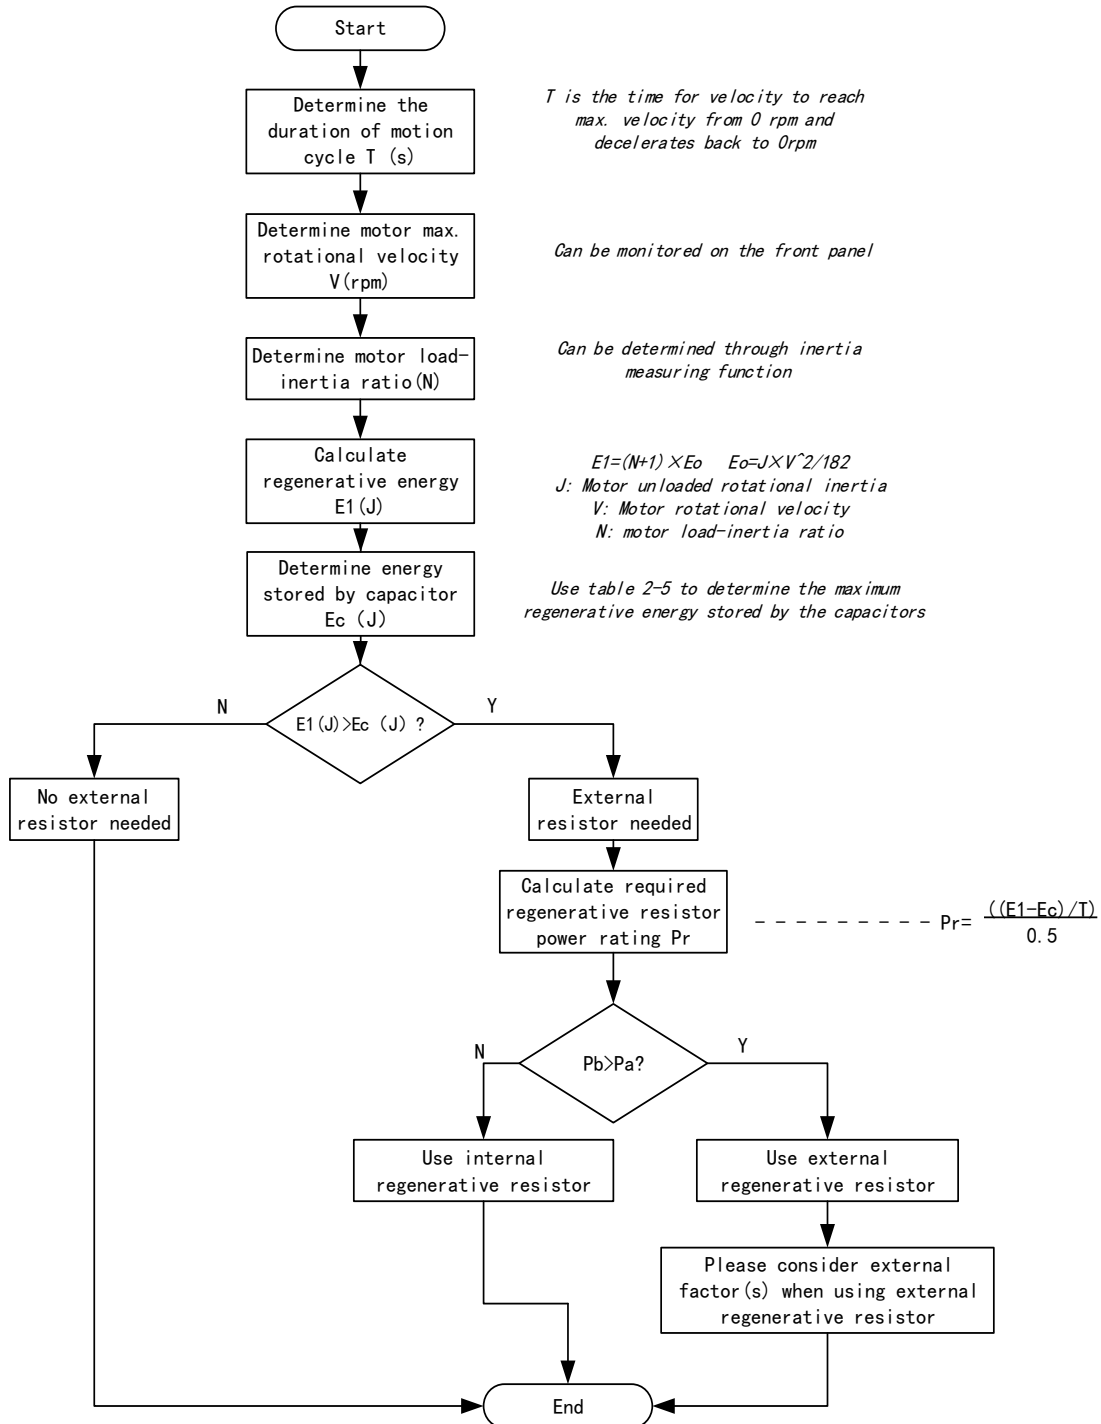 Start
Determine the
duration of motion
cycle T (s)
T is the time for velocity to reach
max. velocity from 0 rpm and
decelerates back to 0rpm
Determine motor max.
rotational velocity
V(rpm)
Can be monitored on the front panel
Determine motor load-
inertia ratio(N)
Can be determined through inertia
measuring function
Calculate
regenerative energy
E1(J)
E1=(N+1)×Eo Eo=J×V^2/182
J: Motor unloaded rotational inertia
V: Motor rotational velocity
N: motor load-inertia ratio
Determine energy
stored by capacitor
Ec (J)
Use table 2-5 to determine the maximum
regenerative energy stored by the capacitors
N
E1(J)>Ec (J) ?
Y
No external
resistor needed
External
resistor needed
Calculate required
regenerative resistor
power rating Pr
Pr= ((E1-Ec)/T)
0.5
N
Pb>Pa?
Y
Use internal
regenerative resistor
Use external
regenerative resistor
Please consider external
factor(s) when using external
regenerative resistor
End